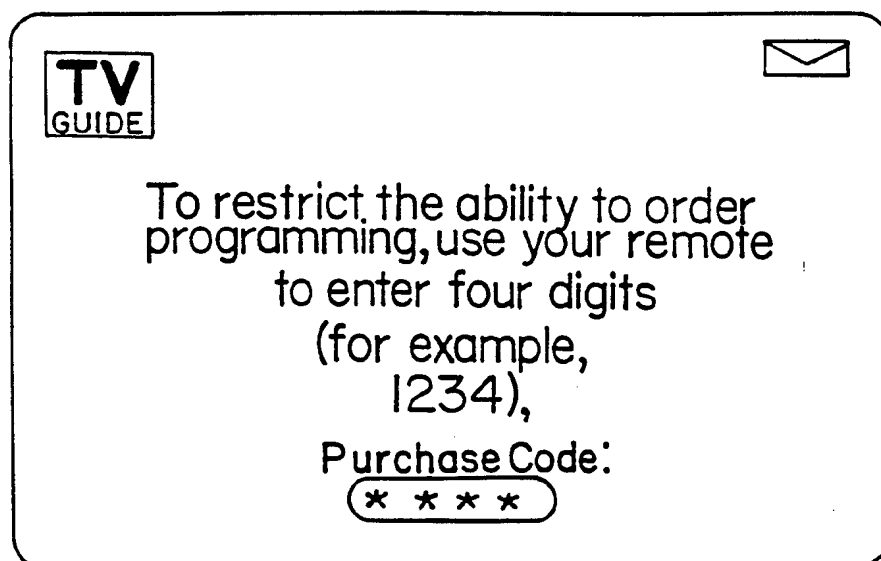 TV
GUIDE
To restrict the ability to order
programming, use your remote
to enter four digits
(for example,
1234),
Purchase Code:
* * * *